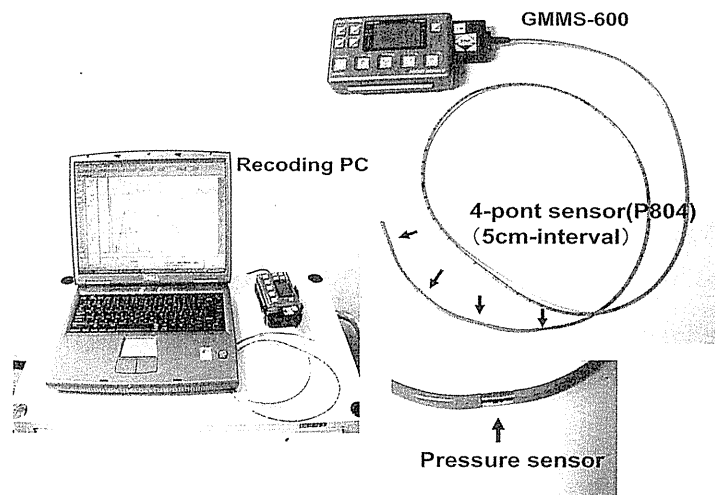 GMMS-600
Recoding PC
4-pont sensor(P804)
（5cm-interval）
Pressure sensor